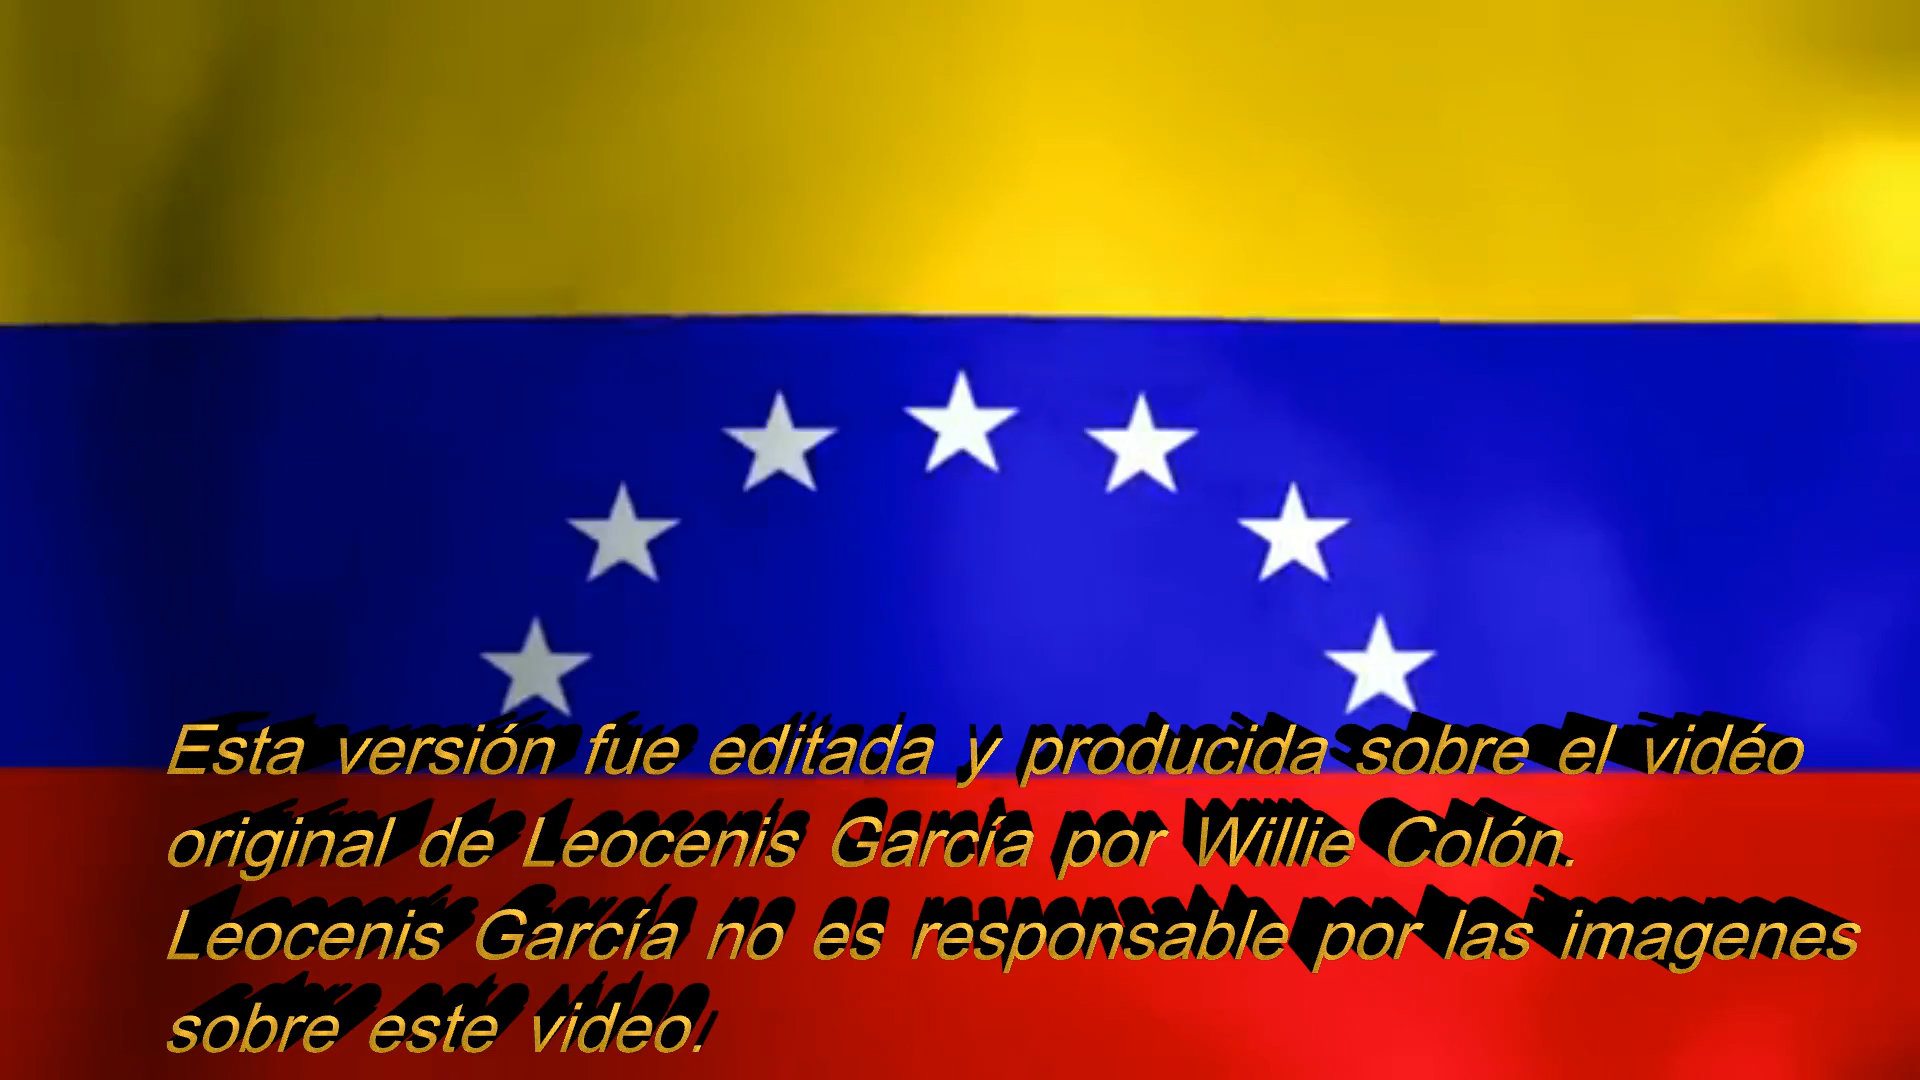 Esta versión fue editada y producida sobre el vidéo
original de Leocenis García por Willie Colón.
Leocenis García no es responsable por las imagenes
sobre este video.